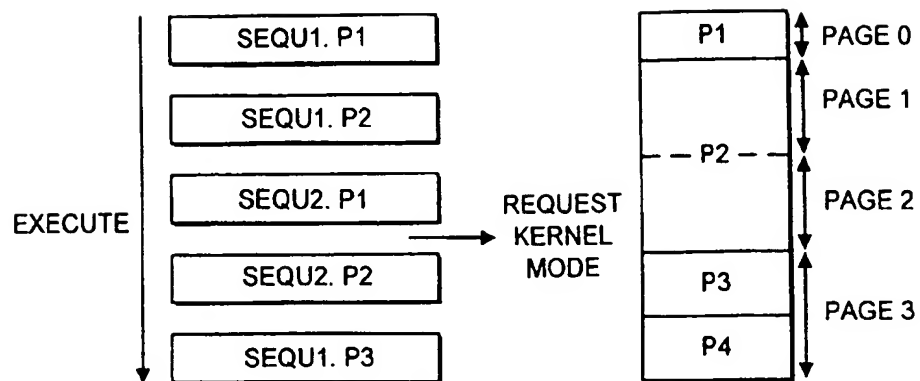 SEQU1. P1
SEQU1. P2
SEQU2. P1
SEQU2. P2
SEQU1. P3
EXECUTE
REQUEST
KERNEL
MODE
P1
P2
P3
P4
PAGE 0
PAGE 1
PAGE 2
PAGE 3